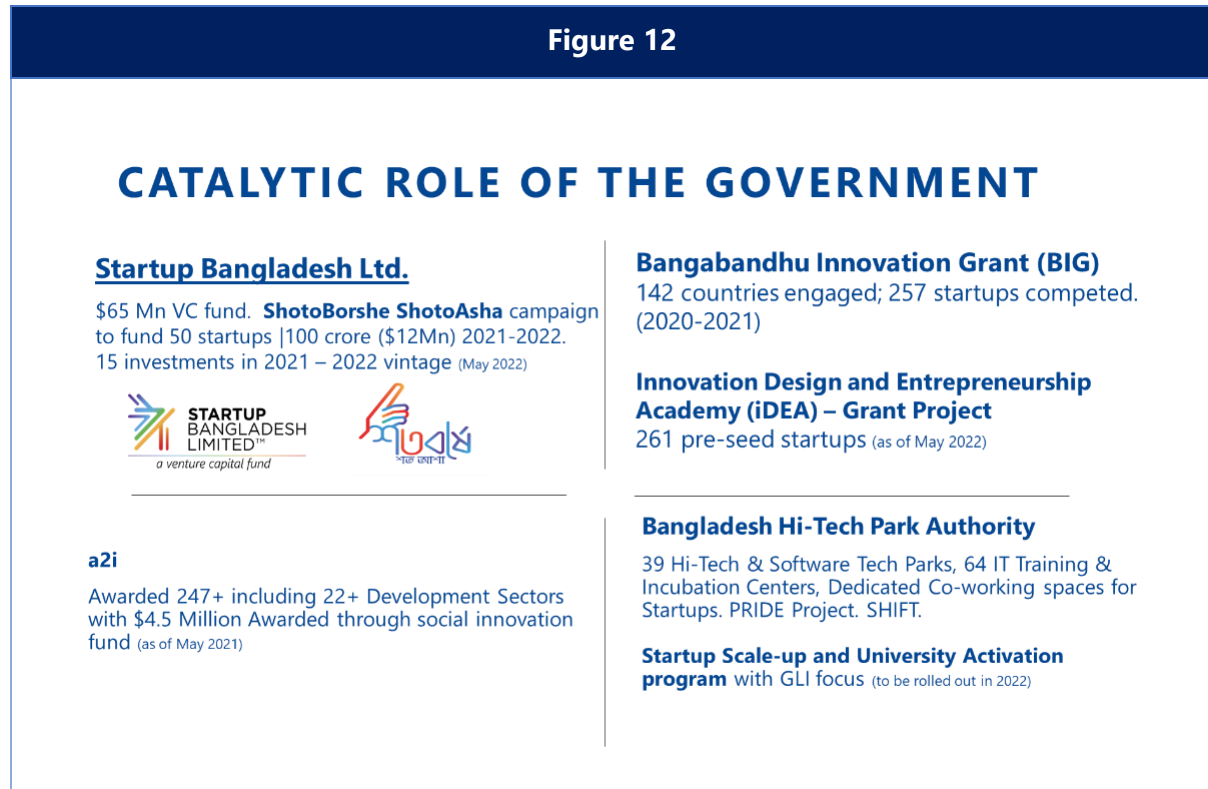 Figure 12
CATALYTIC ROLE OF THE GOVERNMENT
Startup Bangladesh Ltd.
$65 Mn VC fund. ShotoBorshe ShotoAsha campaign
to fund 50 startups |100 crore ($12Mn) 2021-2022.
15 investments in 2021 – 2022 vintage (May 2022)
STARTUP
BANGLADESH
LIMITED™
a venture capital fund
শতবর্ষে
শত আশা
Bangabandhu Innovation Grant (BIG)
142 countries engaged; 257 startups competed.
(2020-2021)
Innovation Design and Entrepreneurship
Academy (iDEA) – Grant Project
261 pre-seed startups (as of May 2022)
a2i
Awarded 247+ including 22+ Development Sectors
with $4.5 Million Awarded through social innovation
fund (as of May 2021)
Bangladesh Hi-Tech Park Authority
39 Hi-Tech & Software Tech Parks, 64 IT Training &
Incubation Centers, Dedicated Co-working spaces for
Startups. PRIDE Project. SHIFT.
Startup Scale-up and University Activation
program with GLI focus (to be rolled out in 2022)